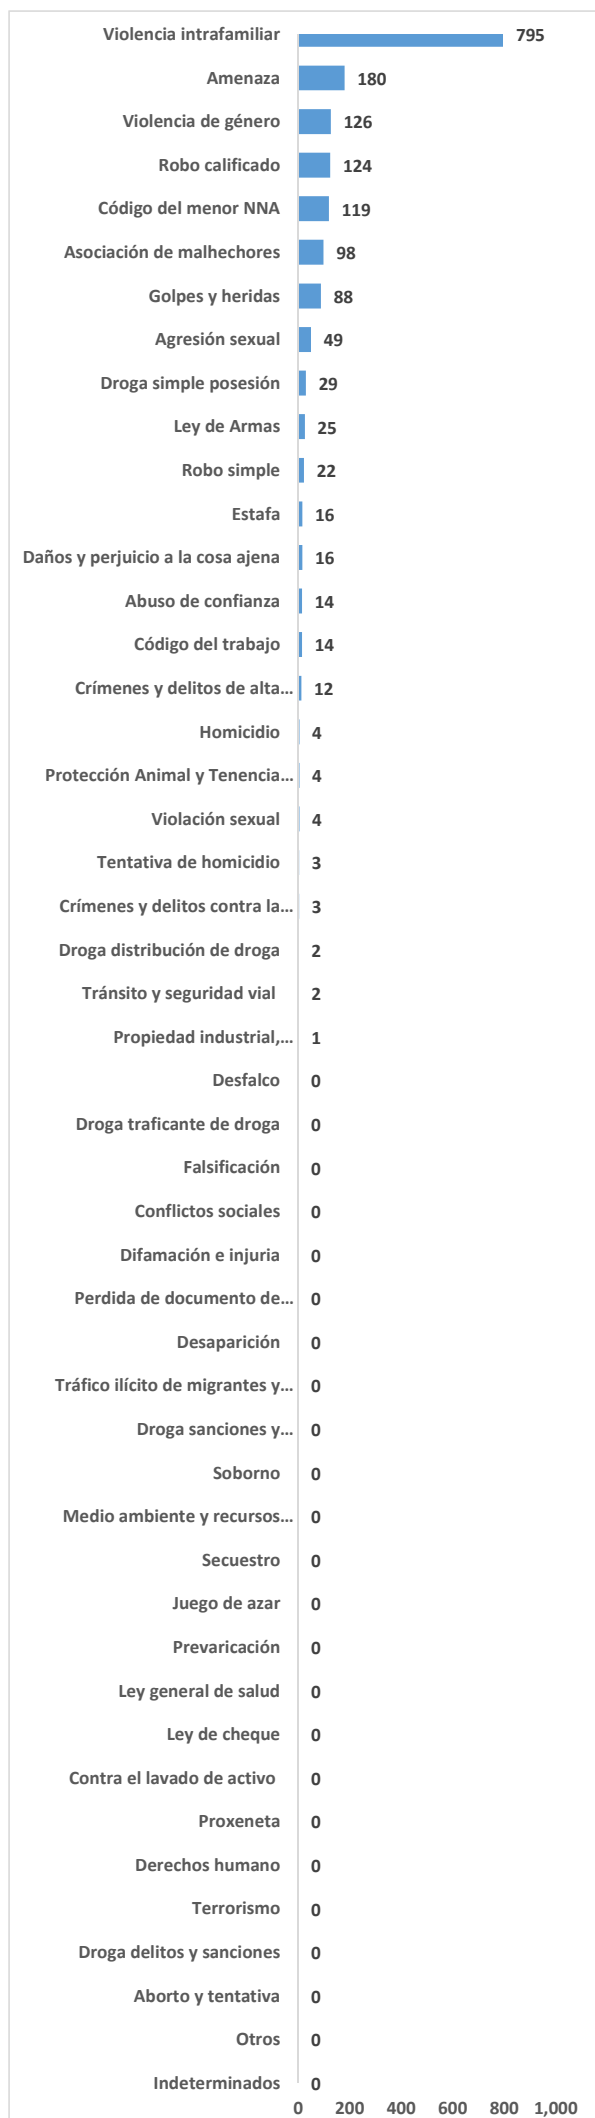 Violencia intrafamiliar 795
Amenaza 180
Violencia de género 126
Robo calificado 124
Código del menor NNA 119
Asociación de malhechores 98
Golpes y heridas 88
Agresión sexual 49
Droga simple posesión 29
Ley de Armas 25
Robo simple 22
Estafa 16
Daños y perjuicio a la cosa ajena 16
Abuso de confianza 14
Código del trabajo 14
Crímenes y delitos de alta… 12
Homicidio 4
Protección Animal y Tenencia… 4
Violación sexual 4
Tentativa de homicidio 3
Crímenes y delitos contra la… 3
Droga distribución de droga 2
Tránsito y seguridad vial 2
Propiedad industrial,… 1
Desfalco 0
Droga traficante de droga 0
Falsificación 0
Conflictos sociales 0
Difamación e injuria 0
Perdida de documento de… 0
Desaparición 0
Tráfico ilícito de migrantes y… 0
Droga sanciones y… 0
Soborno 0
Medio ambiente y recursos… 0
Secuestro 0
Juego de azar 0
Prevaricación 0
Ley general de salud 0
Ley de cheque 0
Contra el lavado de activo 0
Proxeneta 0
Derechos humano 0
Terrorismo 0
Droga delitos y sanciones 0
Aborto y tentativa 0
Otros 0
Indeterminados 0
0 200 400 600 800 1,000